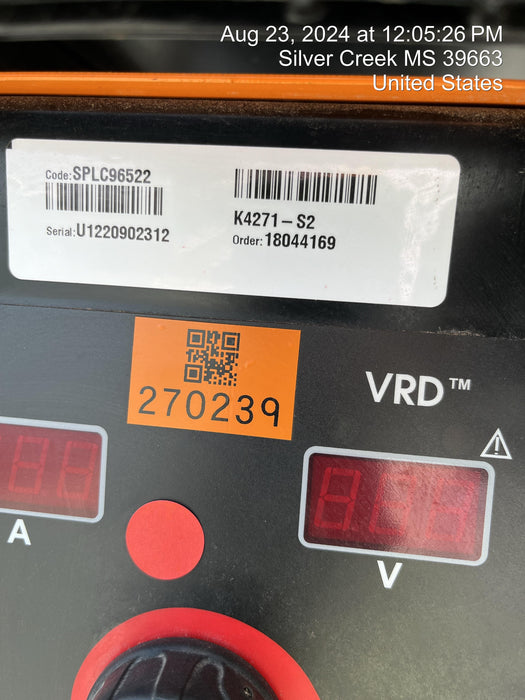 Aug 23, 2024 at 12:05:26 PM
Silver Creek MS 39663
United States
Code:SPLC96522
Serial:U1220902312
K4271-S2
Order:18044169
270239
VRD™
A
V